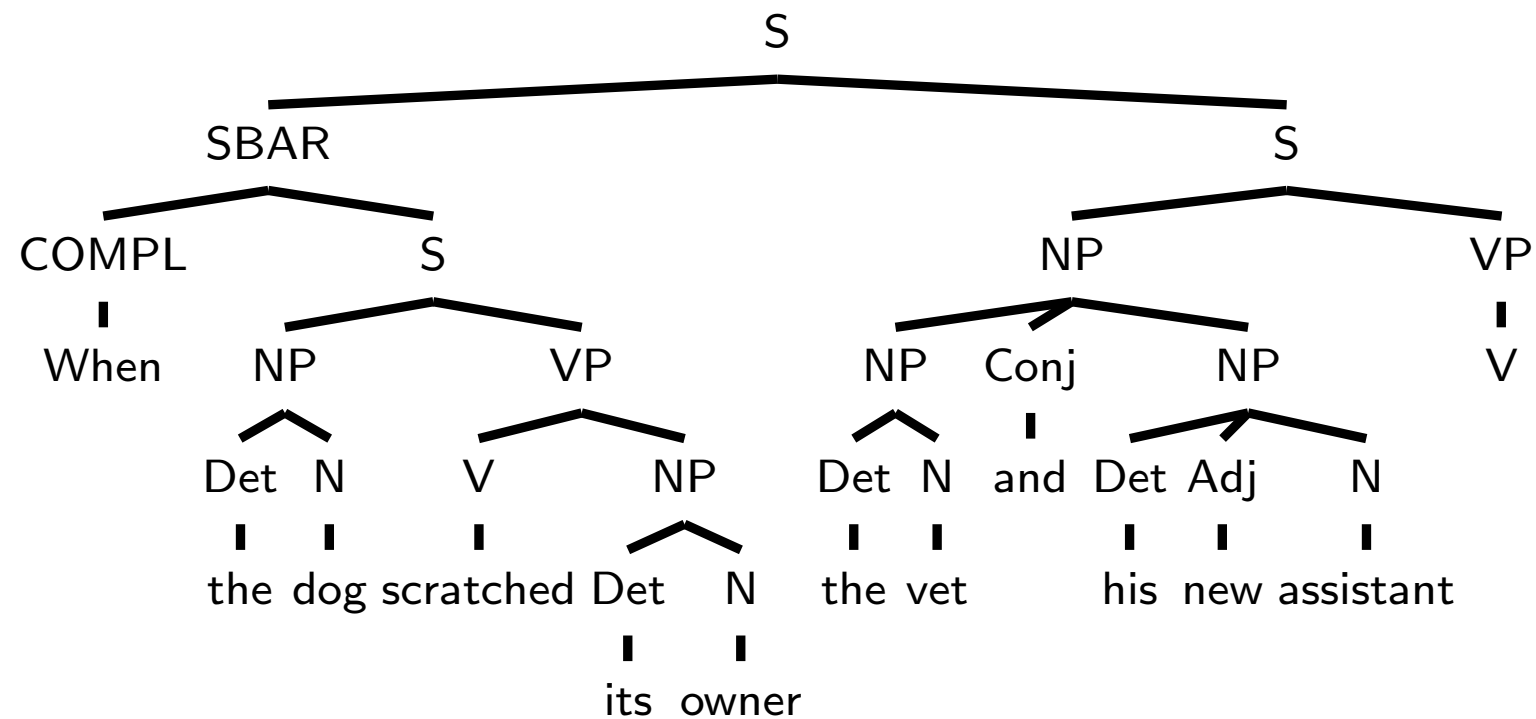 S
SBAR S
COMPL S NP VP
When NP VP NP Conj NP V
Det N V NP Det N and Det Adj N
the dog scratched Det N the vet his new assistant
its owner